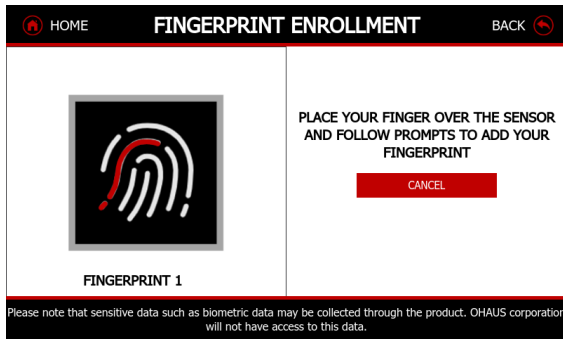 HOME
FINGERPRINT ENROLLMENT
BACK
PLACE YOUR FINGER OVER THE SENSOR
AND FOLLOW PROMPTS TO ADD YOUR
FINGERPRINT
CANCEL
FINGERPRINT 1
Please note that sensitive data such as biometric data may be collected through the product. OHAUS corporation
will not have access to this data.